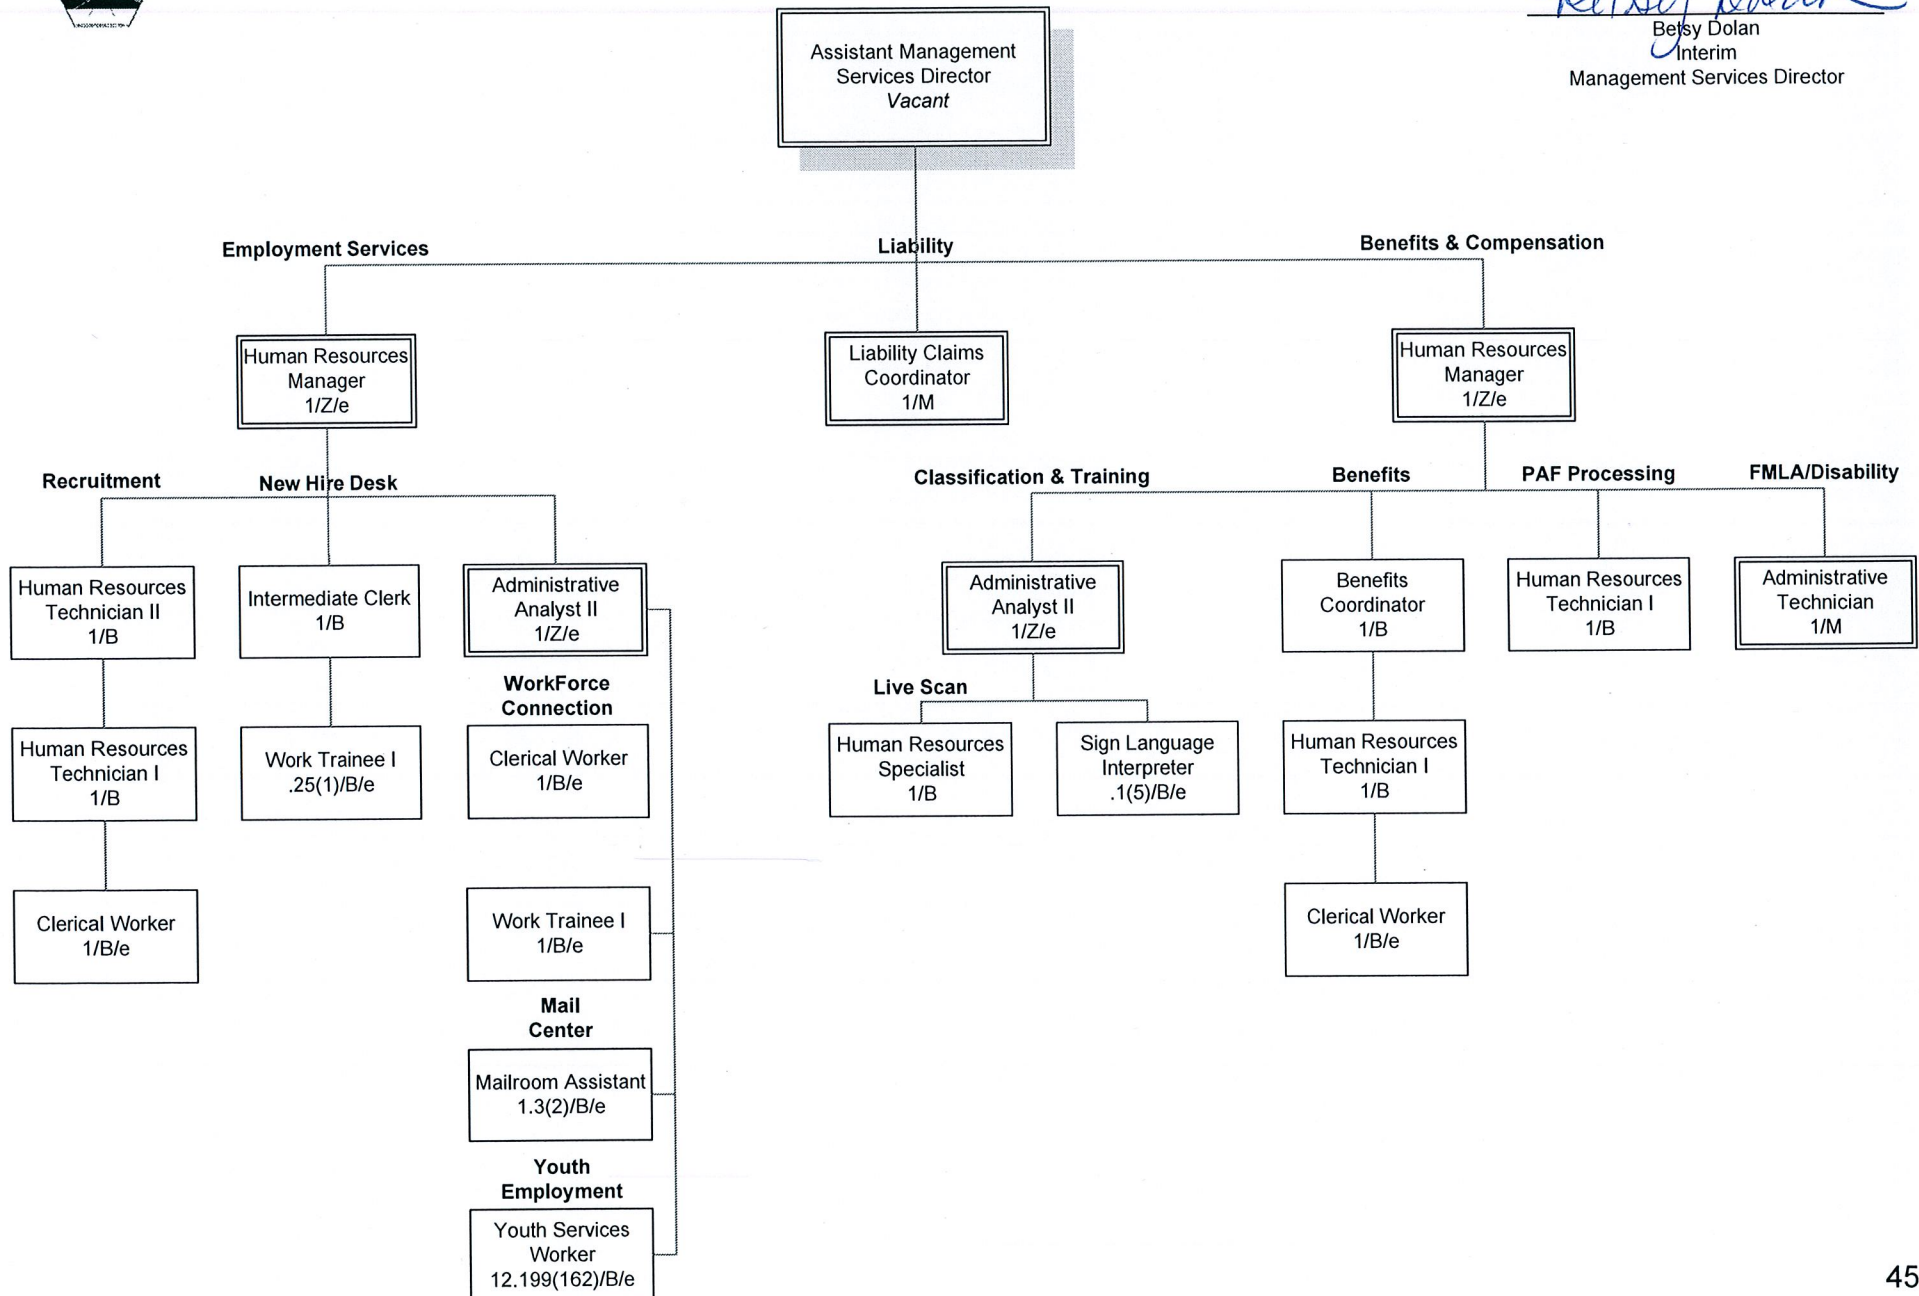 Assistant Management
Services Director
Vacant
Betsy Dolan
Interim
Management Services Director
Employment Services
Liability
Benefits & Compensation
Human Resources
Manager
1/Z/e
Liability Claims
Coordinator
1/M
Human Resources
Manager
1/Z/e
Recruitment
New Hire Desk
Classification & Training
Benefits
PAF Processing
FMLA/Disability
Human Resources
Technician II
1/B
Intermediate Clerk
1/B
Administrative
Analyst II
1/Z/e
Administrative
Analyst II
1/Z/e
Benefits
Coordinator
1/B
Human Resources
Technician I
1/B
Administrative
Technician
1/M
WorkForce
Connection
Live Scan
Human Resources
Technician I
1/B
Work Trainee I
.25(1)/B/e
Clerical Worker
1/B/e
Human Resources
Specialist
1/B
Sign Language
Interpreter
.1(5)/B/e
Human Resources
Technician I
1/B
Clerical Worker
1/B/e
Work Trainee I
1/B/e
Clerical Worker
1/B/e
Mail
Center
Mailroom Assistant
1.3(2)/B/e
Youth
Employment
Youth Services
Worker
12.199(162)/B/e
45